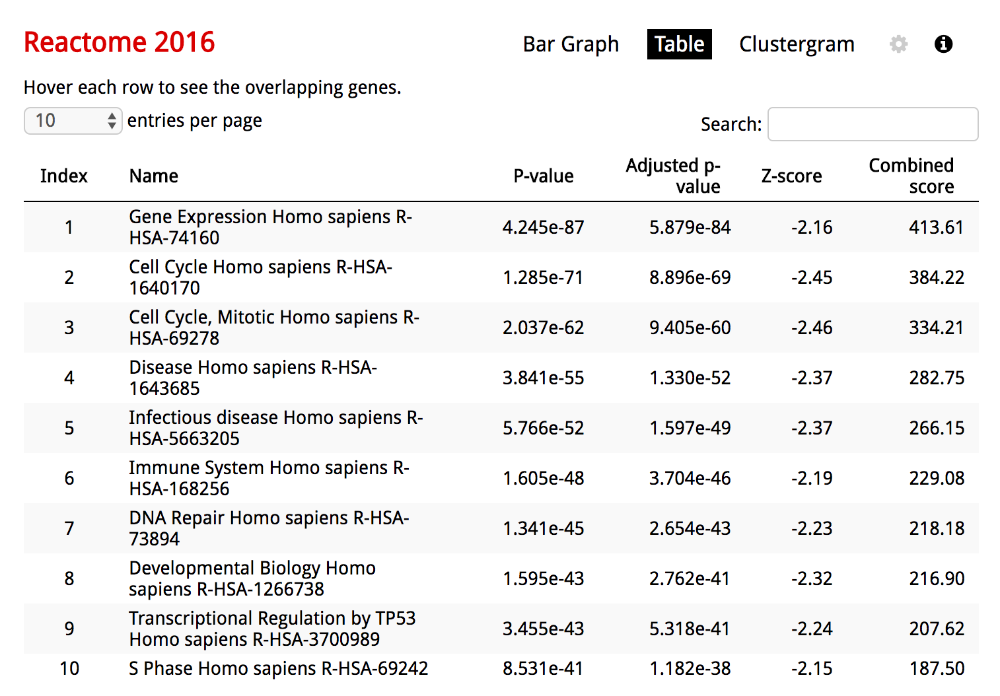 Reactome 2016
Bar Graph Table Clustergram
Hover each row to see the overlapping genes.
10 entries per page
Search:
Index Name P-value Adjusted p-value Z-score Combined score
1 Gene Expression Homo sapiens R-HSA-74160 4.245e-87 5.879e-84 -2.16 413.61
2 Cell Cycle Homo sapiens R-HSA-1640170 1.285e-71 8.896e-69 -2.45 384.22
3 Cell Cycle, Mitotic Homo sapiens R-HSA-69278 2.037e-62 9.405e-60 -2.46 334.21
4 Disease Homo sapiens R-HSA-1643685 3.841e-55 1.330e-52 -2.37 282.75
5 Infectious disease Homo sapiens R-HSA-5663205 5.766e-52 1.597e-49 -2.37 266.15
6 Immune System Homo sapiens R-HSA-168256 1.605e-48 3.704e-46 -2.19 229.08
7 DNA Repair Homo sapiens R-HSA-73894 1.341e-45 2.654e-43 -2.23 218.18
8 Developmental Biology Homo sapiens R-HSA-1266738 1.595e-43 2.762e-41 -2.32 216.90
9 Transcriptional Regulation by TP53 Homo sapiens R-HSA-3700989 3.455e-43 5.318e-41 -2.24 207.62
10 S Phase Homo sapiens R-HSA-69242 8.531e-41 1.182e-38 -2.15 187.50